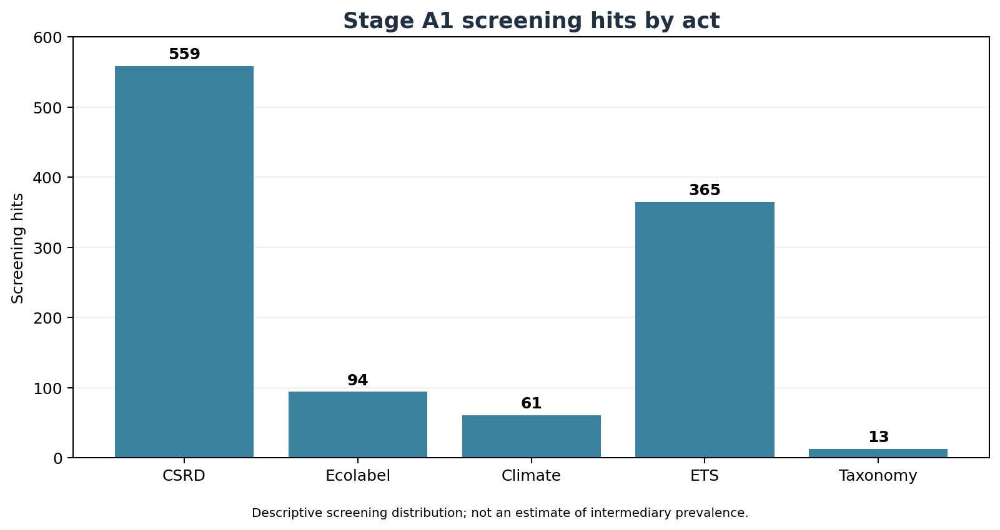 Stage A1 screening hits by act
600
500
400
300
200
100
0
Screening hits
559
94
61
365
13
CSRD
Ecolabel
Climate
ETS
Taxonomy
Descriptive screening distribution; not an estimate of intermediary prevalence.